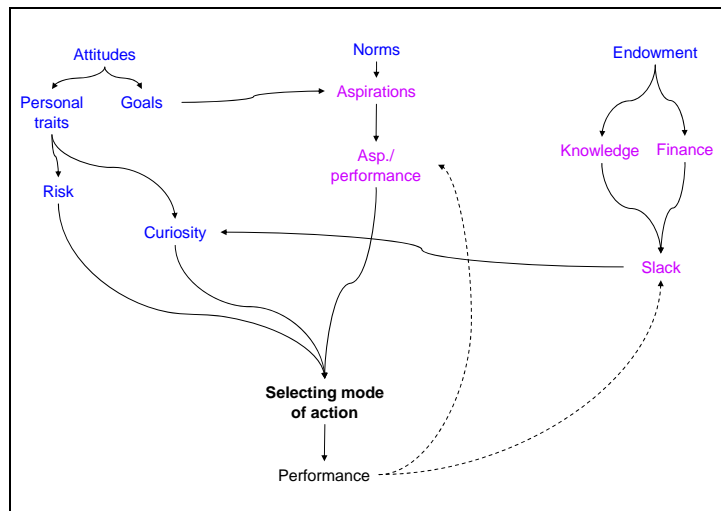 Attitudes
Norms
Endowment
Personal
traits
Goals
Aspirations
Asp./
performance
Knowledge
Finance
Risk
Curiosity
Slack
Selecting mode
of action
Performance